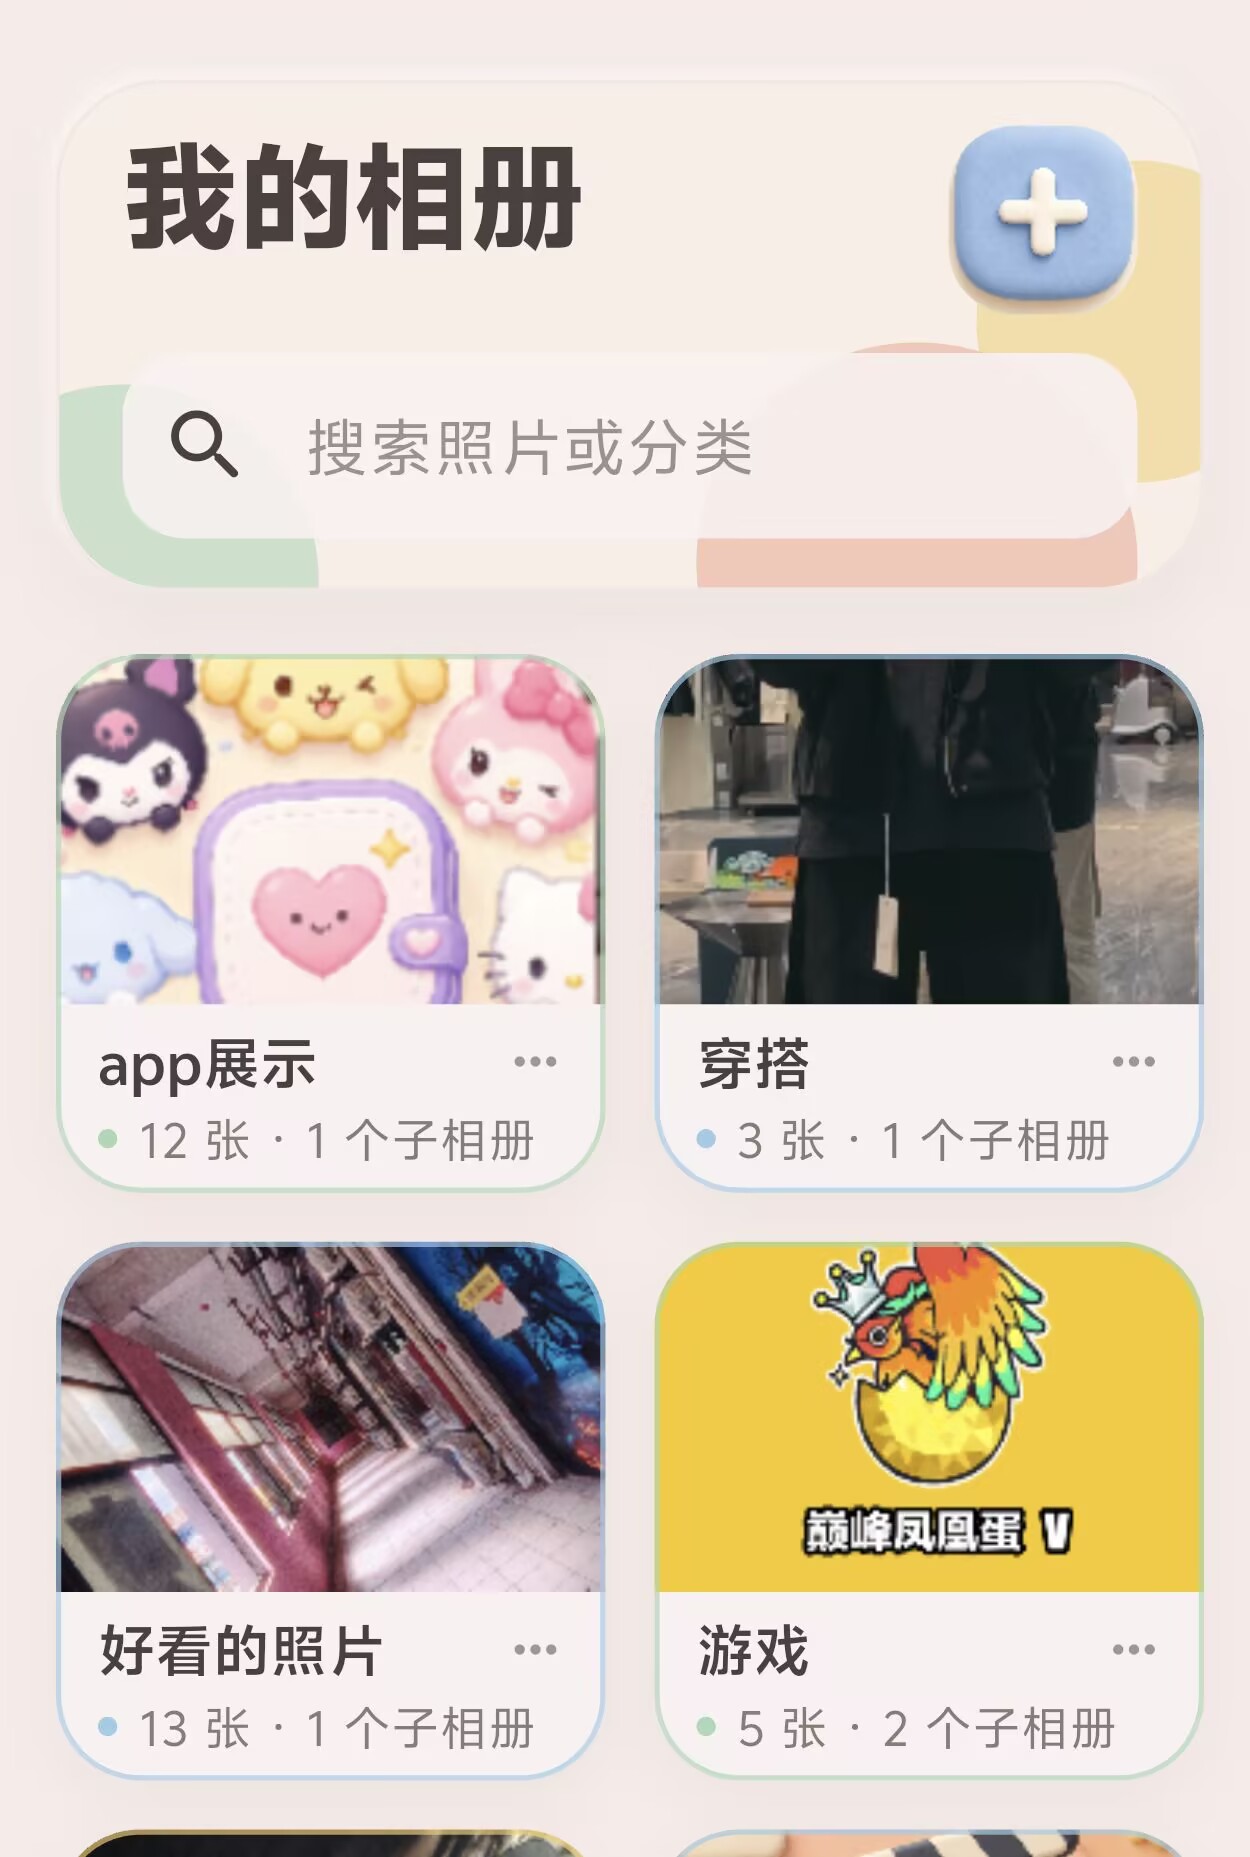 我的相册
搜索照片或分类
app展示
12 张 · 1 个子相册
穿搭
3 张 · 1 个子相册
巅峰凤凰蛋 V
好看的照片
13 张 · 1 个子相册
游戏
5 张 · 2 个子相册